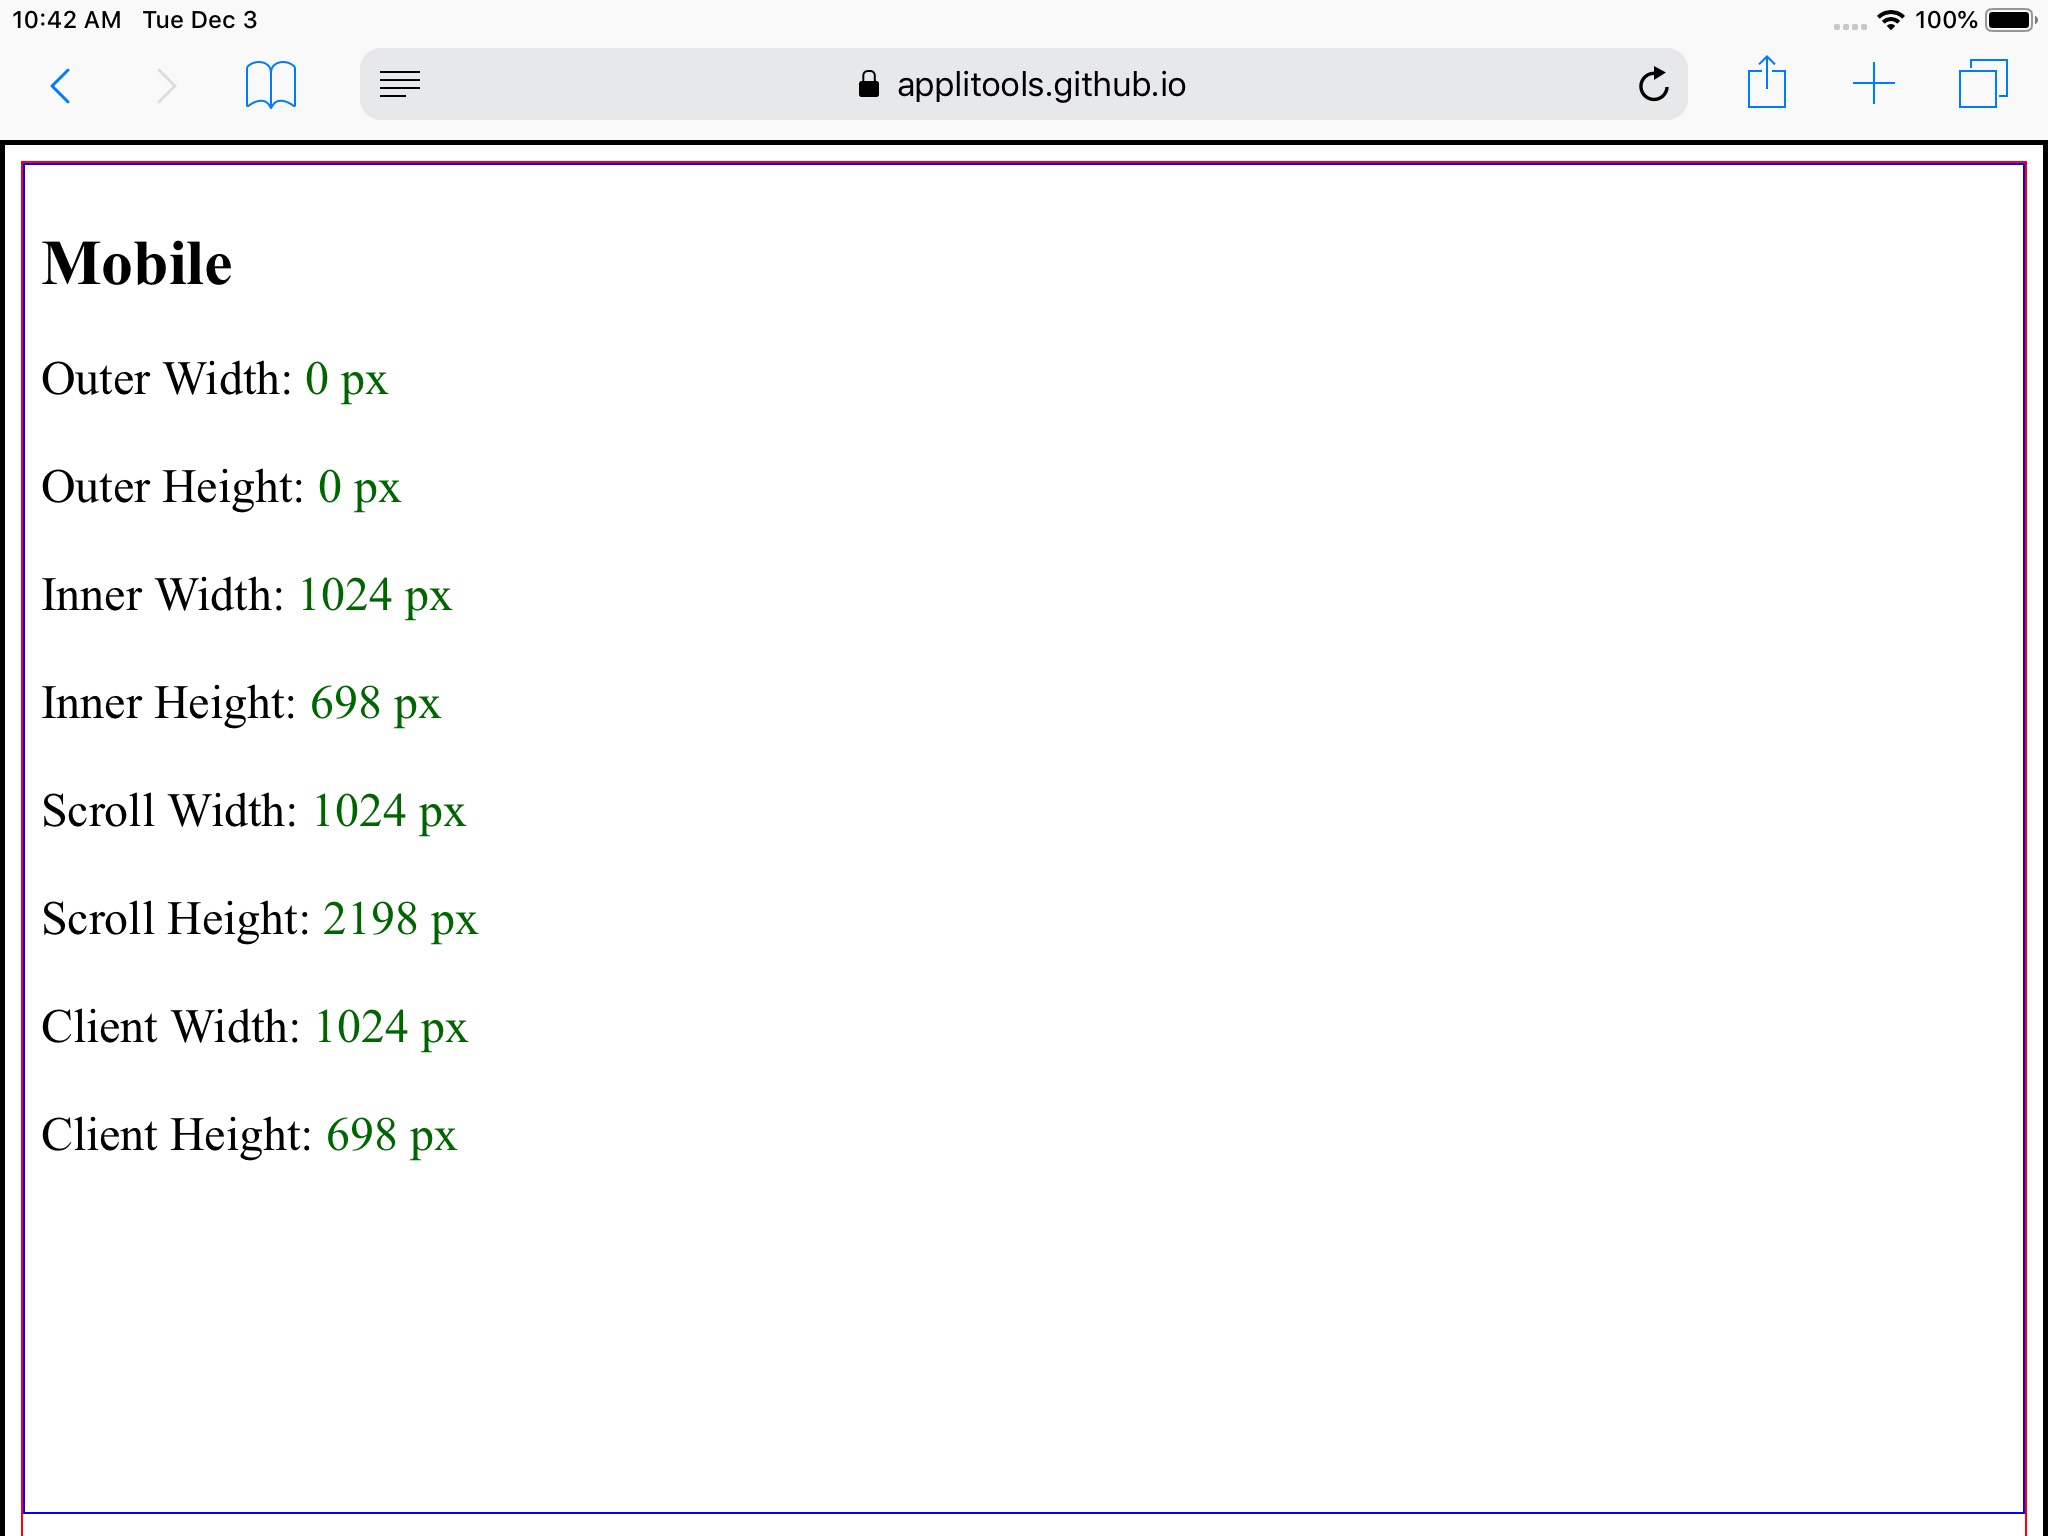 10:42 AM Tue Dec 3 100%
applitools.github.io
Mobile
Outer Width: 0 px
Outer Height: 0 px
Inner Width: 1024 px
Inner Height: 698 px
Scroll Width: 1024 px
Scroll Height: 2198 px
Client Width: 1024 px
Client Height: 698 px